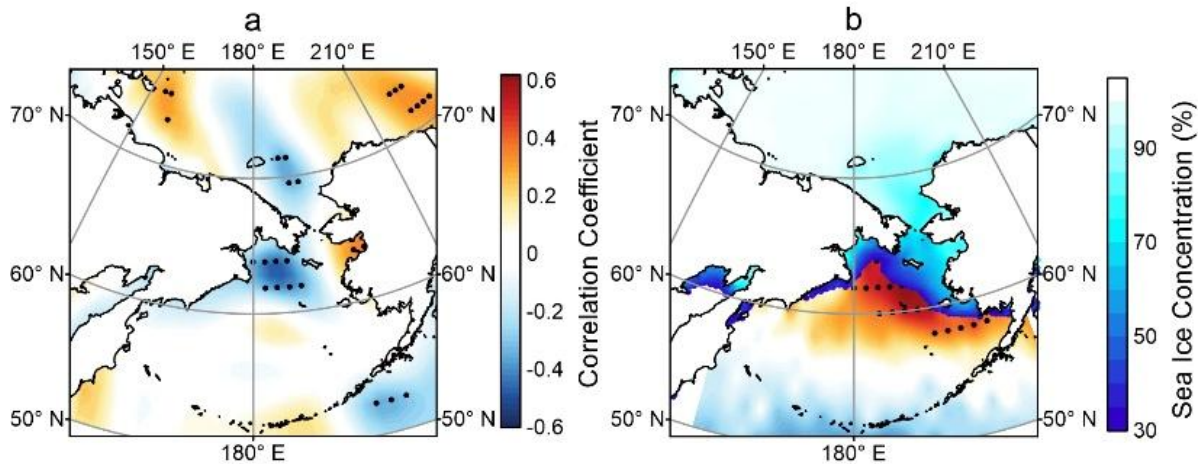 a
b
150° E
180° E
210° E
150° E
180° E
210° E
70° N
60° N
50° N
70° N
60° N
50° N
180° E
0.6
0.4
0.2
0
-0.2
-0.4
-0.6
Correlation Coefficient
70° N
60° N
50° N
70° N
60° N
50° N
180° E
90
70
50
30
Sea Ice Concentration (%)